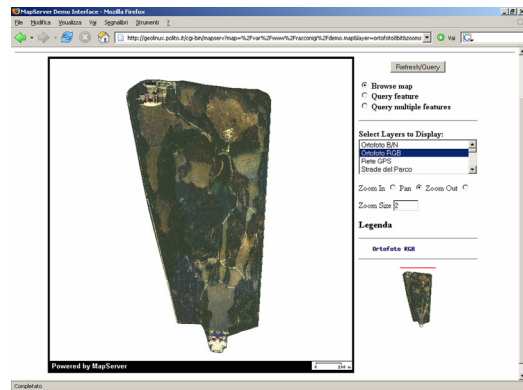 MapServer Demo Interface - Mozilla Firefox
File Modifica Visualizza Vai Segnalibri Strumenti ?
http://geolinux.polito.it/cgi-bin/mapserv?map=%2Fvar%2Fwww%2Fracconigi%2Fdemo.map&layer=ortofoto8bit&zooms
Vai
Refresh/Query
Browse map
Query feature
Query multiple features
Select Layers to Display:
Ortofoto B/N
Ortofoto RGB
Rete GPS
Strade del Parco
Zoom In Pan Zoom Out
Zoom Size 2
Legenda
Ortofoto RGB
Powered by MapServer
Completato